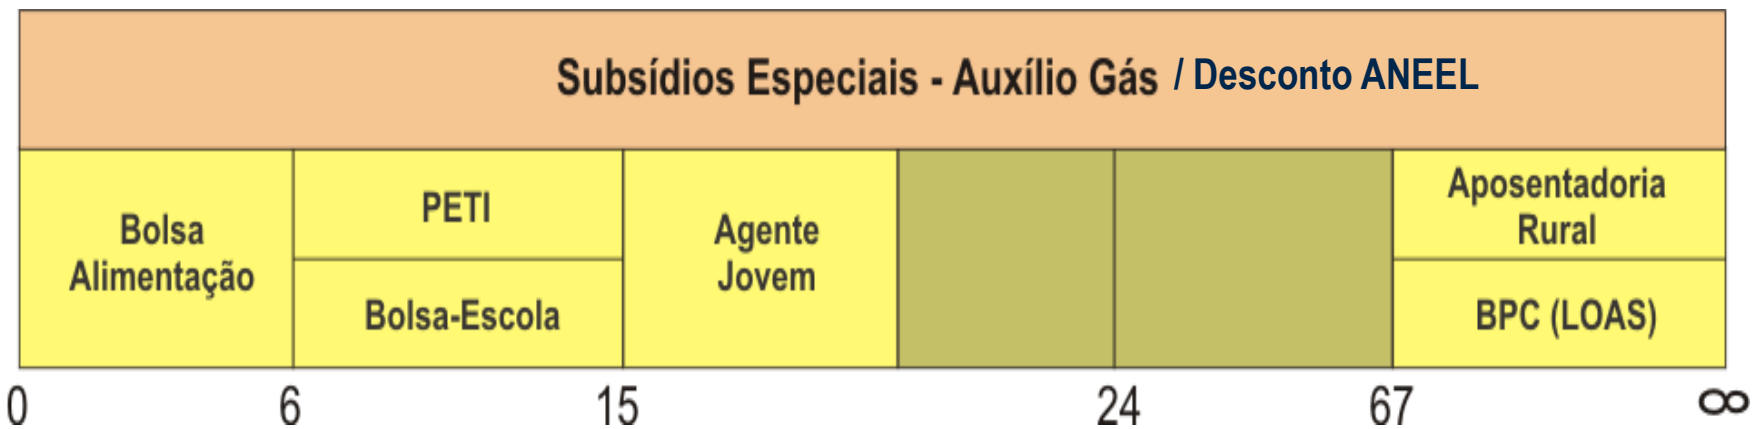 Subsídios Especiais - Auxílio Gás / Desconto ANEEL
Bolsa
Alimentação
PETI
Bolsa-Escola
Agente
Jovem
Aposentadoria
Rural
BPC (LOAS)
0 6 15 24 67 ∞